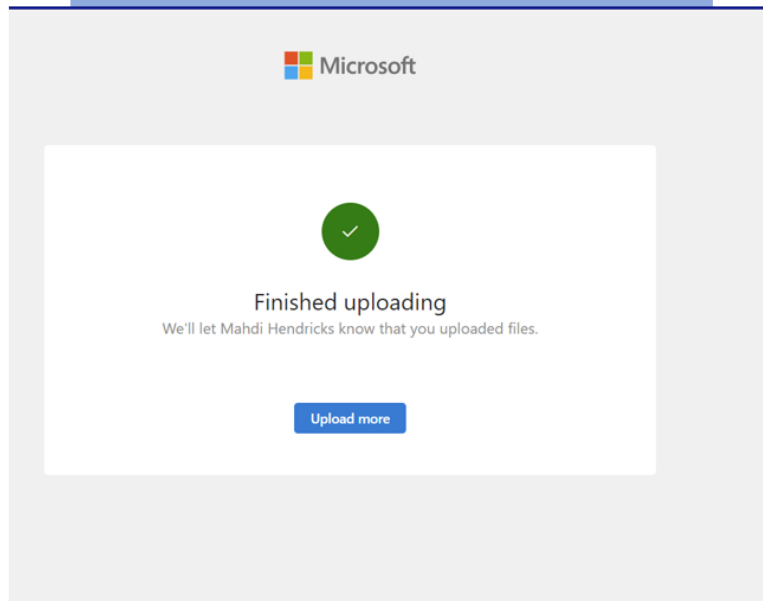 Microsoft
Finished uploading
We'll let Mahdi Hendricks know that you uploaded files.
Upload more